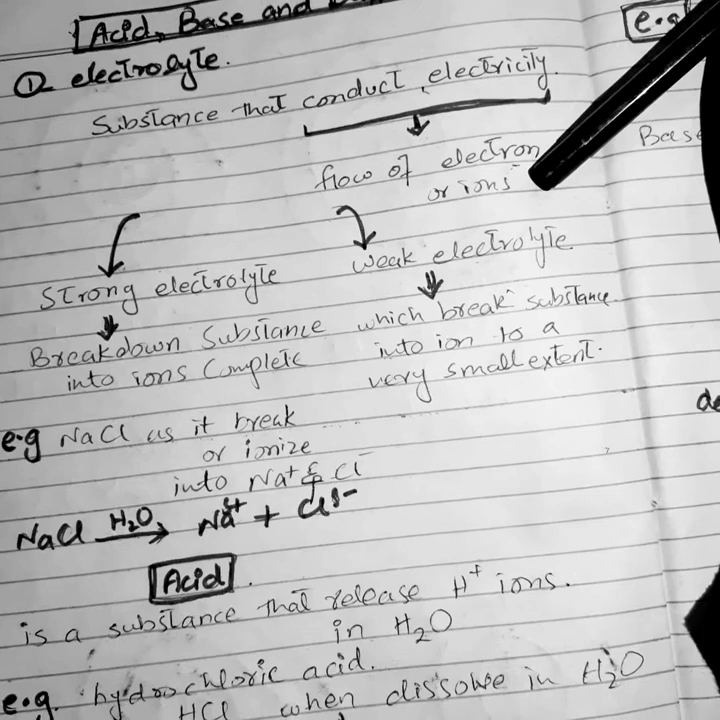 Acid, Base and
e.g
① electrolyte.
Substance that conduct electricity.
flow of electron
or ions
Base
Strong electrolyte
weak electrolyte
Breakdown Substance
into ions Complete
which break substance
into ion to a
very small extent.
e.g NaCl as it break
or ionize
into Na+ & Cl-
NaCl H2O → Naδ+ + Clδ-
Acid.
is a substance that release H+ ions.
in H2O
e.g. hydrochloric acid.
HCl when dissolve in H2O